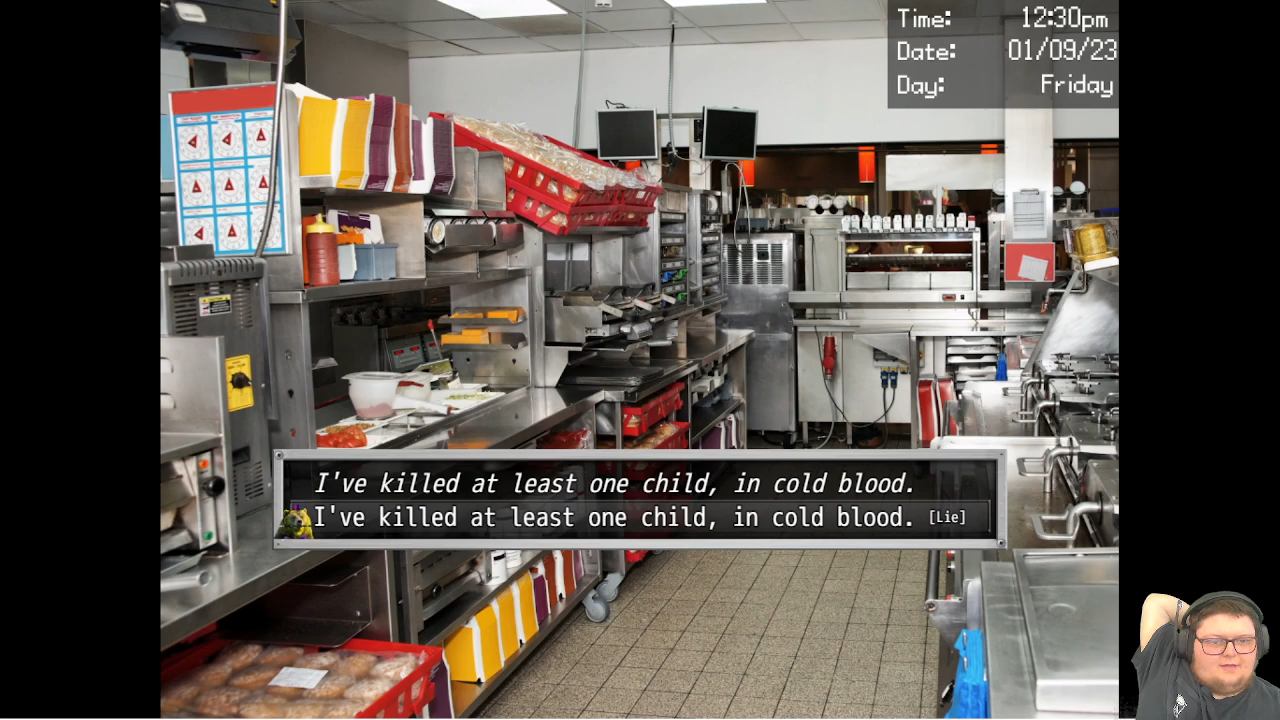 Time: 12:30pm
Date: 01/09/23
Day: Friday
I've killed at least one child, in cold blood.
I've killed at least one child, in cold blood. [Lie]